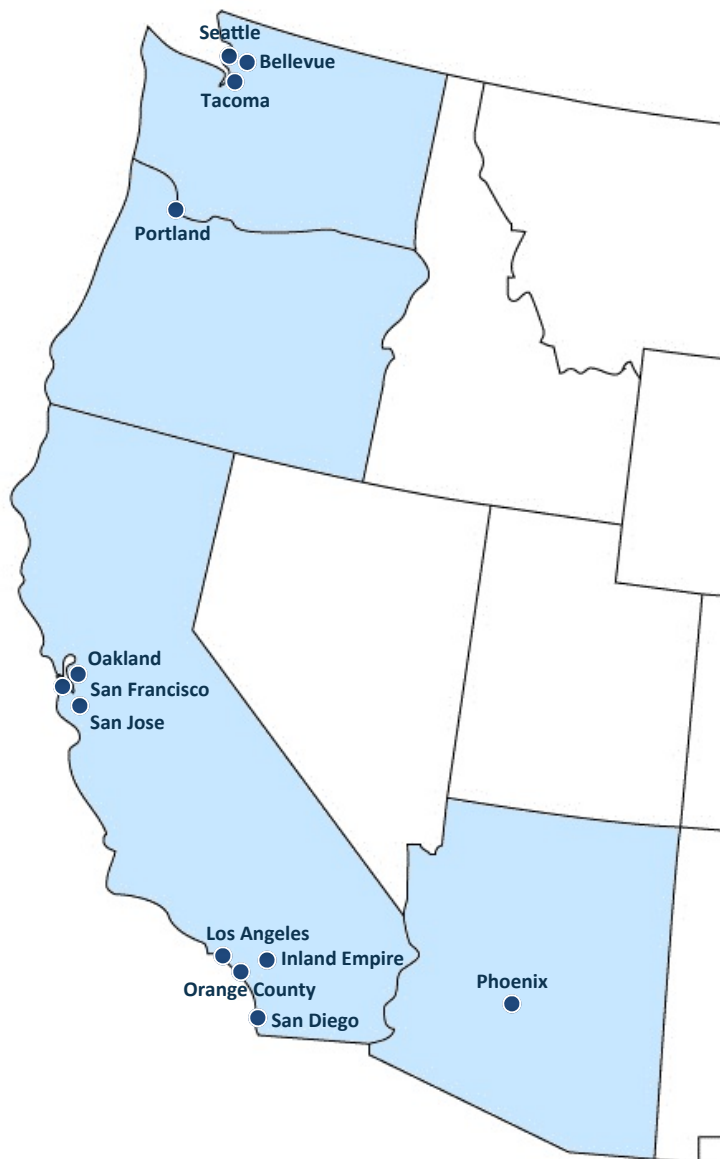 Seattle
Bellevue
Tacoma
Portland
Oakland
San Francisco
San Jose
Los Angeles
Inland Empire
Orange County
San Diego
Phoenix